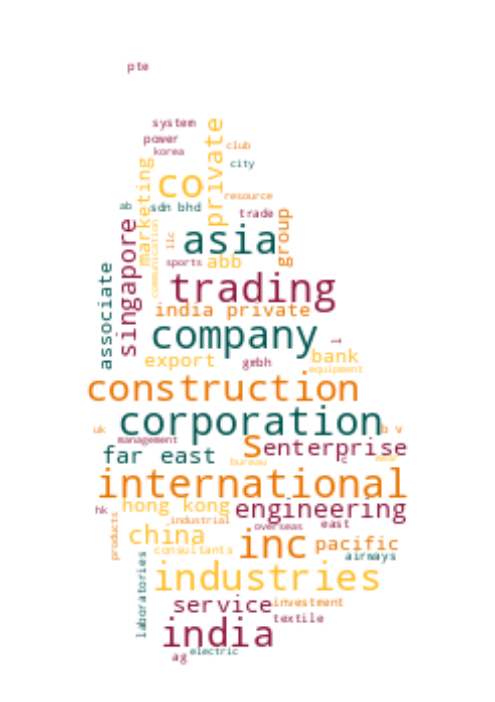 pte
system
power
korea
club
city
private
marketing
co
ab
sdn bhd
resource
trade
singapore
communication
llc
asia
group
sports
abb
associate
trading
india private
company
export
gmbh
bank
equipment
construction
corporation
uk
b v
management
s
enterprise
far east
bureau
c
international
hk
hong kong
engineering
industrial
overseas
east
products
china
consultants
inc
pacific
airways
laboratories
industries
service
investment
textile
india
electric
ag